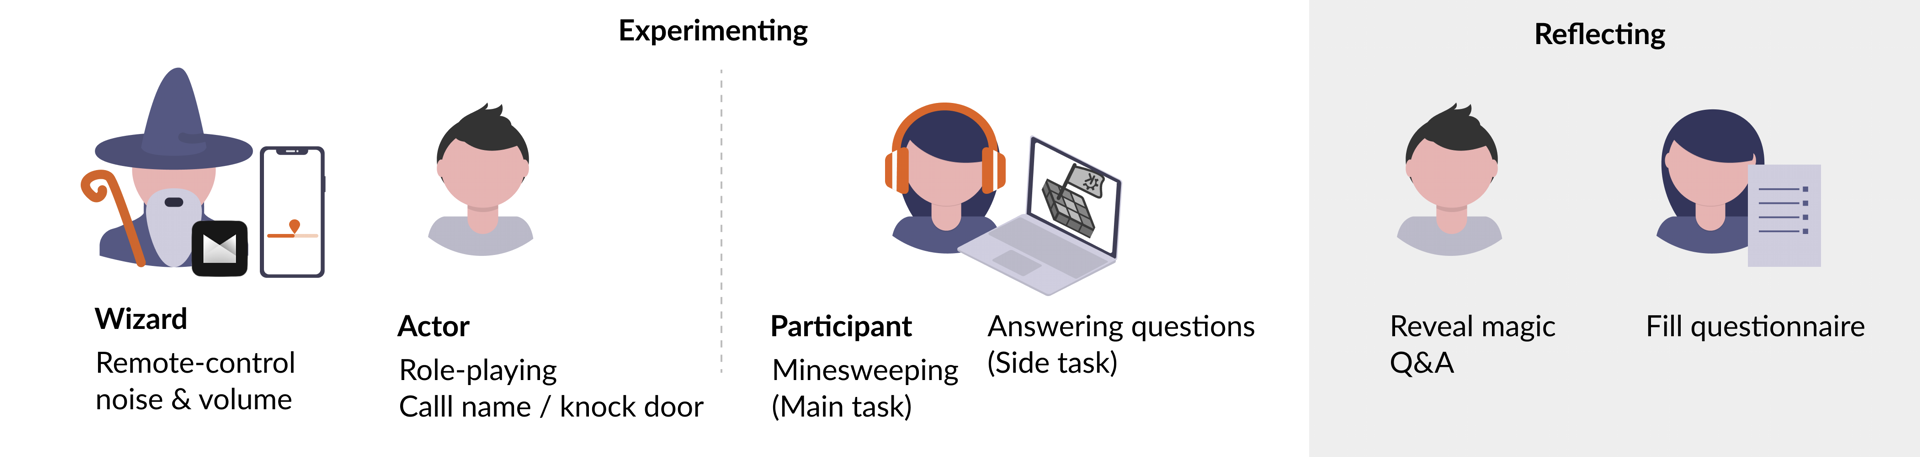 Experimenting
Wizard
Remote-control
noise & volume
Actor
Role-playing
Calll name / knock door
Participant
Minesweeping
(Main task)
Answering questions
(Side task)
Reflecting
Reveal magic
Q&A
Fill questionnaire